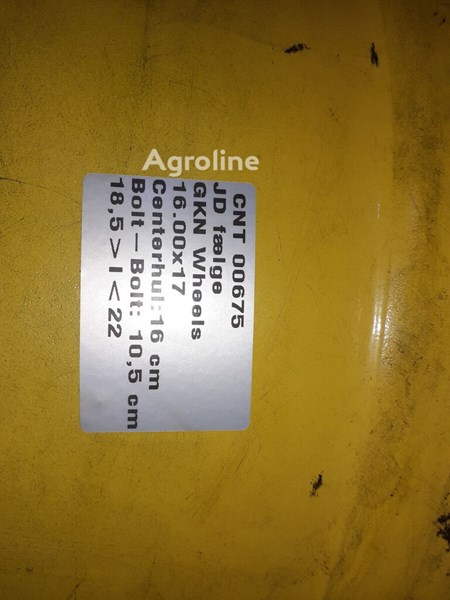 Agroline
CNT 00675
JD fælge
GKN Wheels
16.00x17
Centerhul:16 cm
Bolt – Bolt: 10,5 cm
18,5 > I < 22